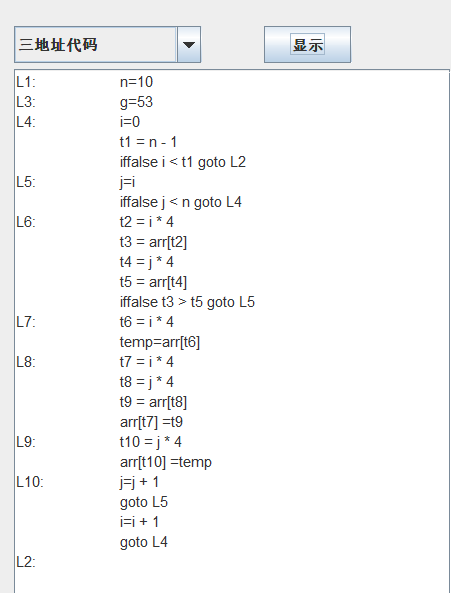 三地址代码 显示
L1: n=10
L3: g=53
L4: i=0
t1 = n - 1
iffalse i < t1 goto L2
L5: j=i
iffalse j < n goto L4
L6: t2 = i * 4
t3 = arr[t2]
t4 = j * 4
t5 = arr[t4]
iffalse t3 > t5 goto L5
L7: t6 = i * 4
temp=arr[t6]
L8: t7 = i * 4
t8 = j * 4
t9 = arr[t8]
arr[t7] =t9
L9: t10 = j * 4
arr[t10] =temp
L10: j=j + 1
goto L5
i=i + 1
goto L4
L2: